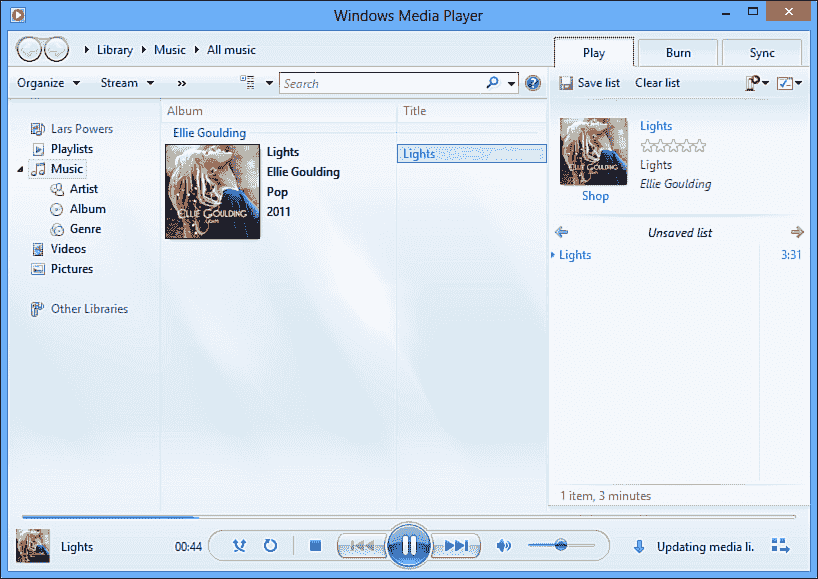 Windows Media Player
Library Music All music
Play Burn Sync
Organize Stream » Search
Save list Clear list
Album Title
Lars Powers
Playlists
Music
Artist
Album
Genre
Videos
Pictures
Other Libraries
Ellie Goulding
Lights
Ellie Goulding
Pop
2011
Lights
ELLIE GOULDING
Lights
Lights
Ellie Goulding
Shop
Unsaved list
Lights 3:31
1 item, 3 minutes
Lights 00:44 Updating media li.